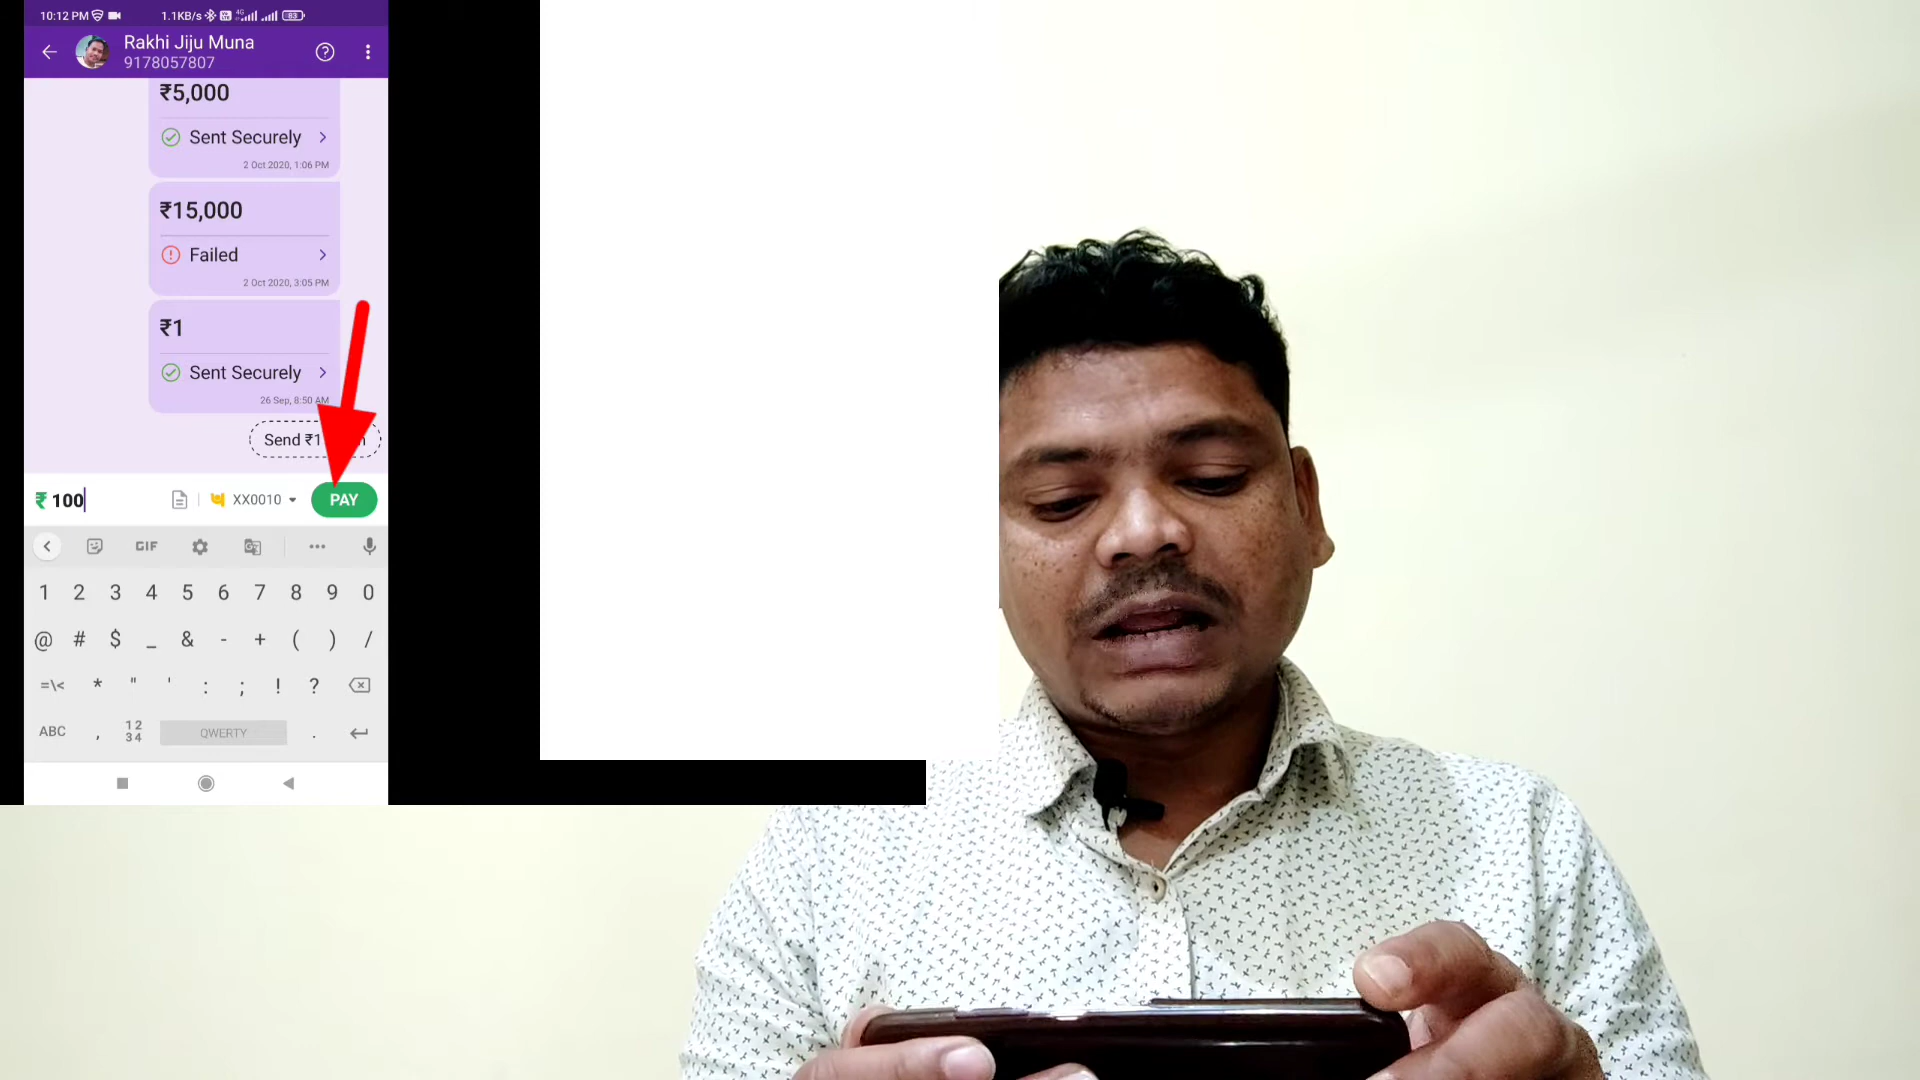 10:12 PM 1.1KB/s 4G 83
Rakhi Jiju Muna
9178057807
₹5,000
Sent Securely
2 Oct 2020, 1:06 PM
₹15,000
Failed
2 Oct 2020, 3:05 PM
₹1
Sent Securely
26 Sep, 8:50 AM
Send ₹1
₹ 100 XX0010 PAY
GIF
1 2 3 4 5 6 7 8 9 0
@ # $ _ & - + ( ) /
=\< * " ' : ; ! ?
ABC , 12 34 QWERTY .